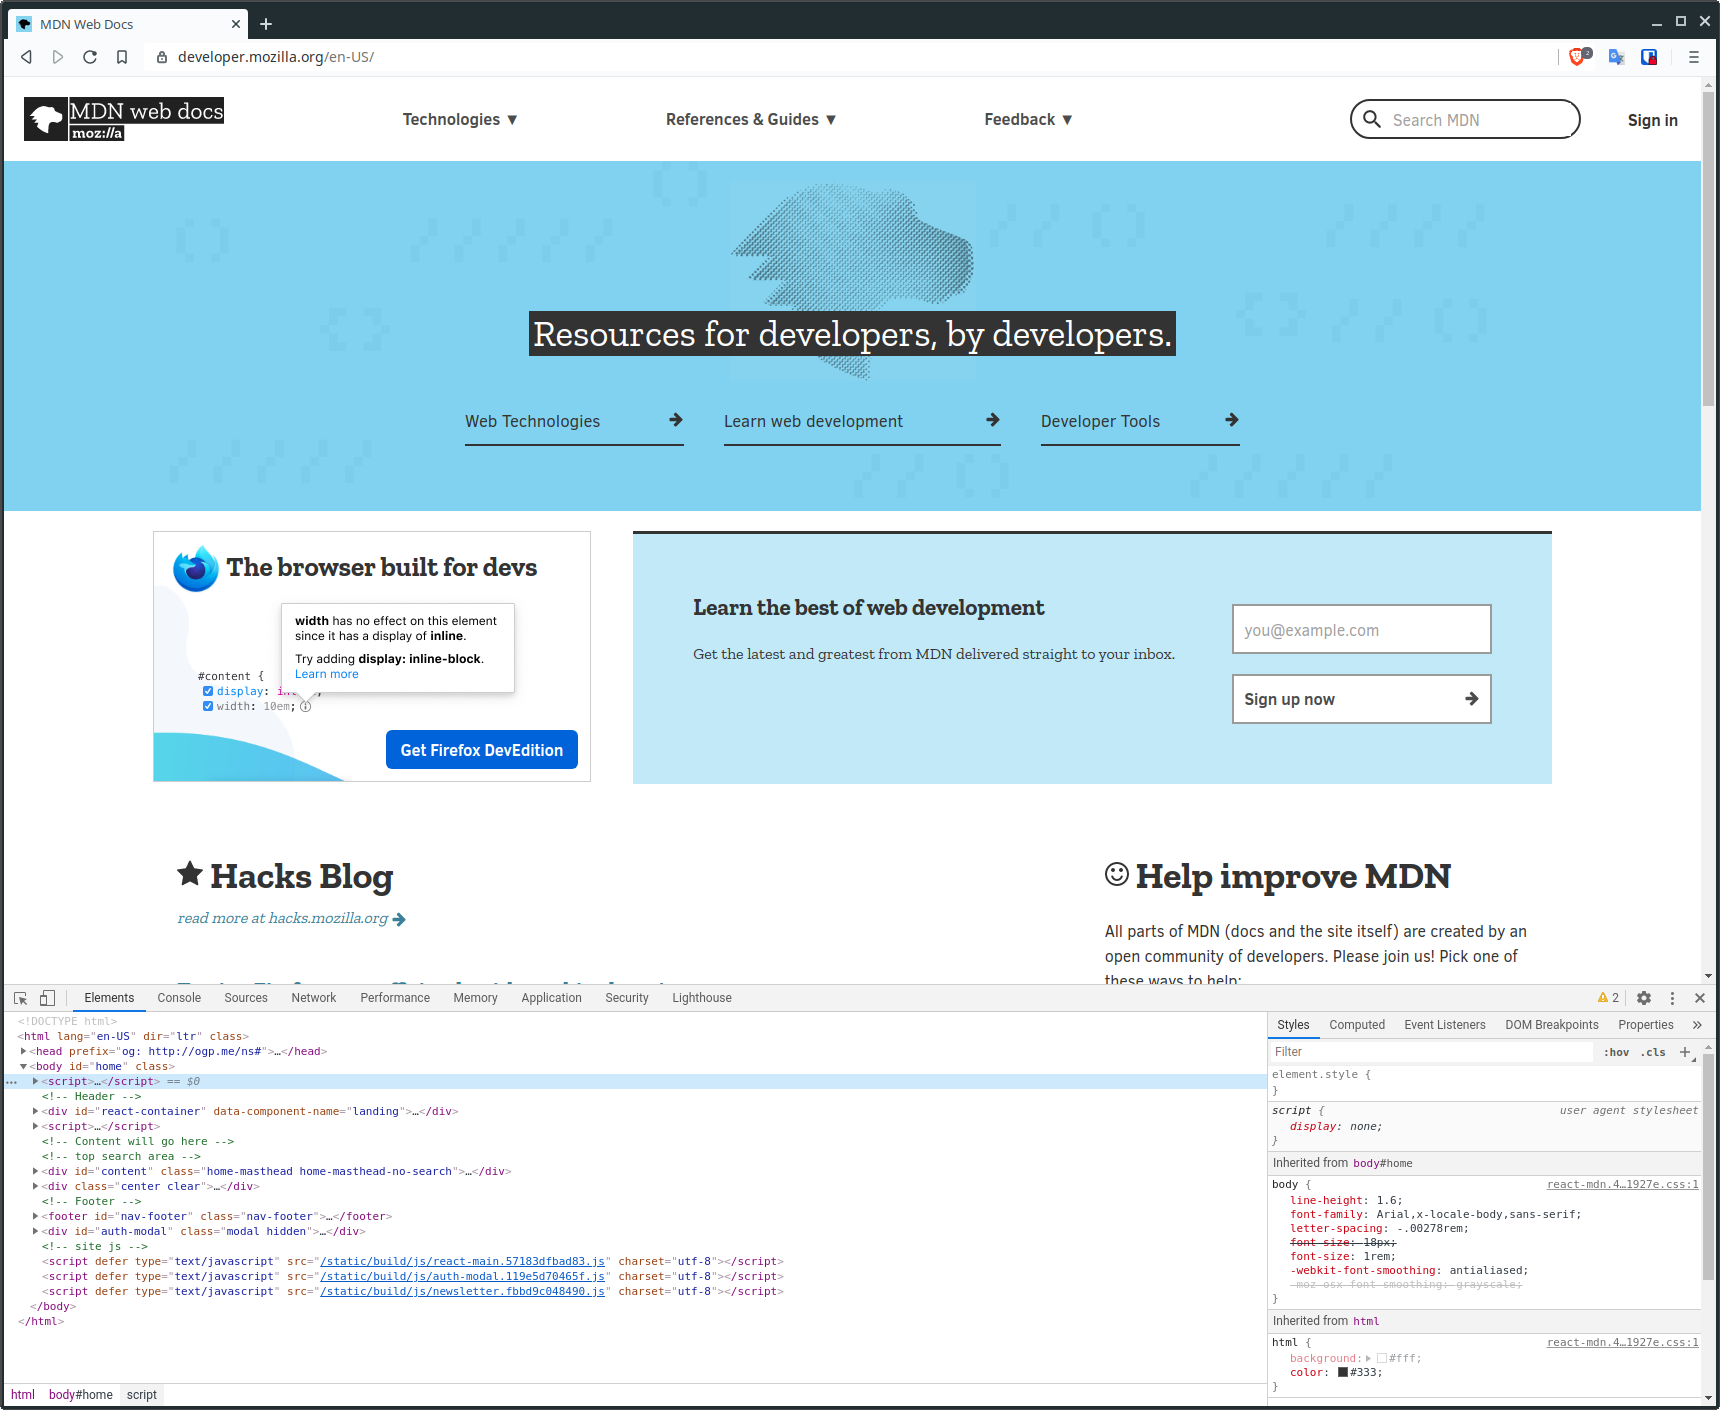 MDN Web Docs
developer.mozilla.org/en-US/
2
MDN web docs
moz://a
Technologies ▼
References & Guides ▼
Feedback ▼
Search MDN
Sign in
Resources for developers, by developers.
Web Technologies
Learn web development
Developer Tools
The browser built for devs
width has no effect on this element
since it has a display of inline.
Try adding display: inline-block.
Learn more
#content {
display:
width: 10em;
Get Firefox DevEdition
Learn the best of web development
Get the latest and greatest from MDN delivered straight to your inbox.
you@example.com
Sign up now
Hacks Blog
read more at hacks.mozilla.org
Help improve MDN
All parts of MDN (docs and the site itself) are created by an
open community of developers. Please join us! Pick one of
these ways to help:
Elements Console Sources Network Performance Memory Application Security Lighthouse
2
<!DOCTYPE html>
<html lang="en-US" dir="ltr" class>
<head prefix="og: http://ogp.me/ns#">…</head>
<body id="home" class>
<script>…</script> == $0
<!-- Header -->
<div id="react-container" data-component-name="landing">…</div>
<script>…</script>
<!-- Content will go here -->
<!-- top search area -->
<div id="content" class="home-masthead home-masthead-no-search">…</div>
<div class="center clear">…</div>
<!-- Footer -->
<footer id="nav-footer" class="nav-footer">…</footer>
<div id="auth-modal" class="modal hidden">…</div>
<!-- site js -->
<script defer type="text/javascript" src="/static/build/js/react-main.57183dfbad83.js" charset="utf-8"></script>
<script defer type="text/javascript" src="/static/build/js/auth-modal.119e5d70465f.js" charset="utf-8"></script>
<script defer type="text/javascript" src="/static/build/js/newsletter.fbbd9c048490.js" charset="utf-8"></script>
</body>
</html>
html body#home script
Styles Computed Event Listeners DOM Breakpoints Properties »
Filter
:hov .cls +
element.style {
}
script { user agent stylesheet
display: none;
}
Inherited from body#home
body { react-mdn.4…1927e.css:1
line-height: 1.6;
font-family: Arial,x-locale-body,sans-serif;
letter-spacing: -.00278rem;
font-size: 18px;
font-size: 1rem;
-webkit-font-smoothing: antialiased;
-moz-osx-font-smoothing: grayscale;
}
Inherited from html
html { react-mdn.4…1927e.css:1
background: #fff;
color: #333;
}